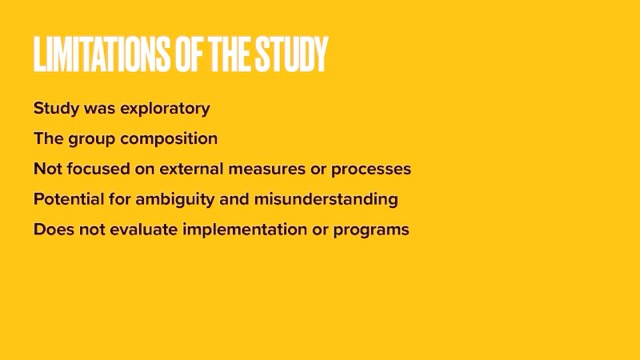 LIMITATIONS OF THE STUDY
Study was exploratory
The group composition
Not focused on external measures or processes
Potential for ambiguity and misunderstanding
Does not evaluate implementation or programs